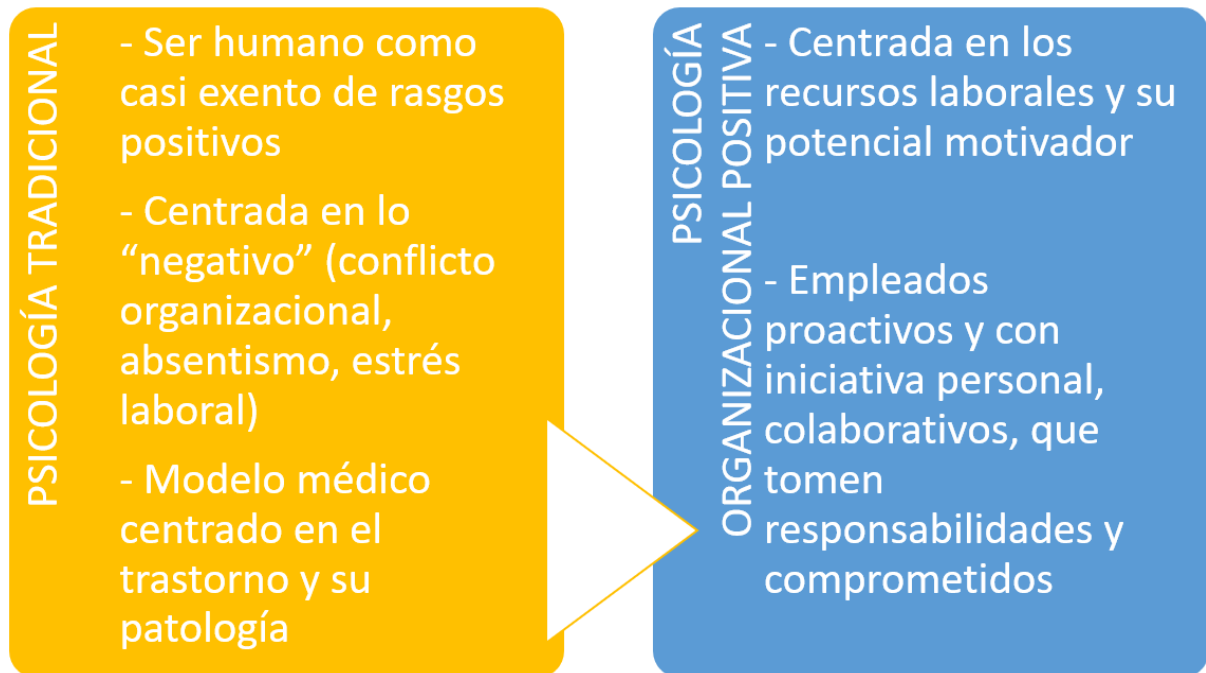 PSICOLOGÍA TRADICIONAL
- Ser humano como
casi exento de rasgos
positivos
- Centrada en lo
“negativo” (conflicto
organizacional,
absentismo, estrés
laboral)
- Modelo médico
centrado en el
trastorno y su
patología
PSICOLOGÍA
ORGANIZACIONAL POSITIVA
- Centrada en los
recursos laborales y su
potencial motivador
- Empleados
proactivos y con
iniciativa personal,
colaborativos, que
tomen
responsabilidades y
comprometidos